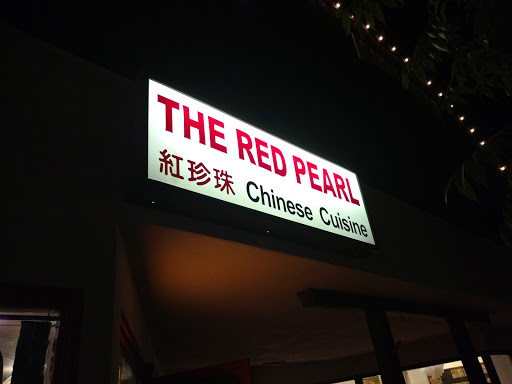 THE RED PEARL
紅珍珠 Chinese Cuisine